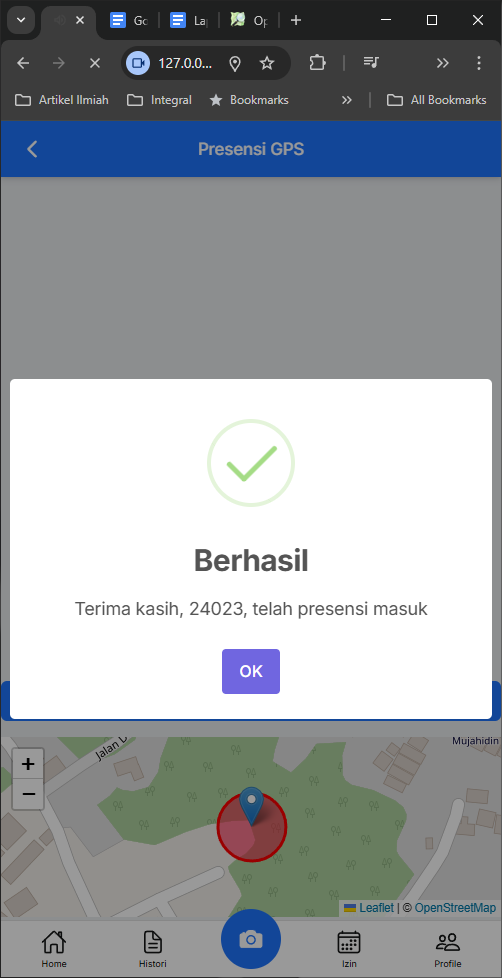 Go
La
Op
127.0.0...
Artikel Ilmiah
Integral
Bookmarks
All Bookmarks
Presensi GPS
Berhasil
Terima kasih, 24023, telah presensi masuk
OK
Jalan D
Mujahidin
+
−
Leaflet | © OpenStreetMap
Home
Histori
Izin
Profile